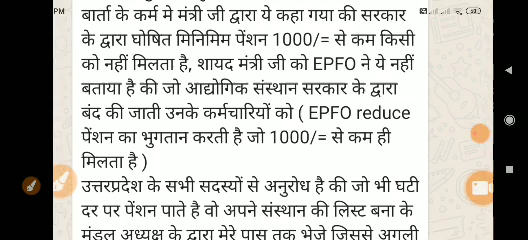 बार्ता के कर्म मे मंत्री जी द्वारा ये कहा गया की सरकार
PM
के द्वारा घोषित मिनिमिम पेंशन 1000/= से कम किसी
को नहीं मिलता है, शायद मंत्री जी को EPFO ने ये नहीं
बताया है की जो आद्योगिक संस्थान सरकार के द्वारा
बंद की जाती उनके कर्मचारियों को ( EPFO reduce
पेंशन का भुगतान करती है जो 1000/= से कम ही
मिलता है )
उत्तरप्रदेश के सभी सदस्यों से अनुरोध है की जो भी घटी
दर पर पेंशन पाते है वो अपने संस्थान की लिस्ट बना के
मंडल अध्यक्ष के द्वारा मेरे पास तक भेजे जिससे अगली